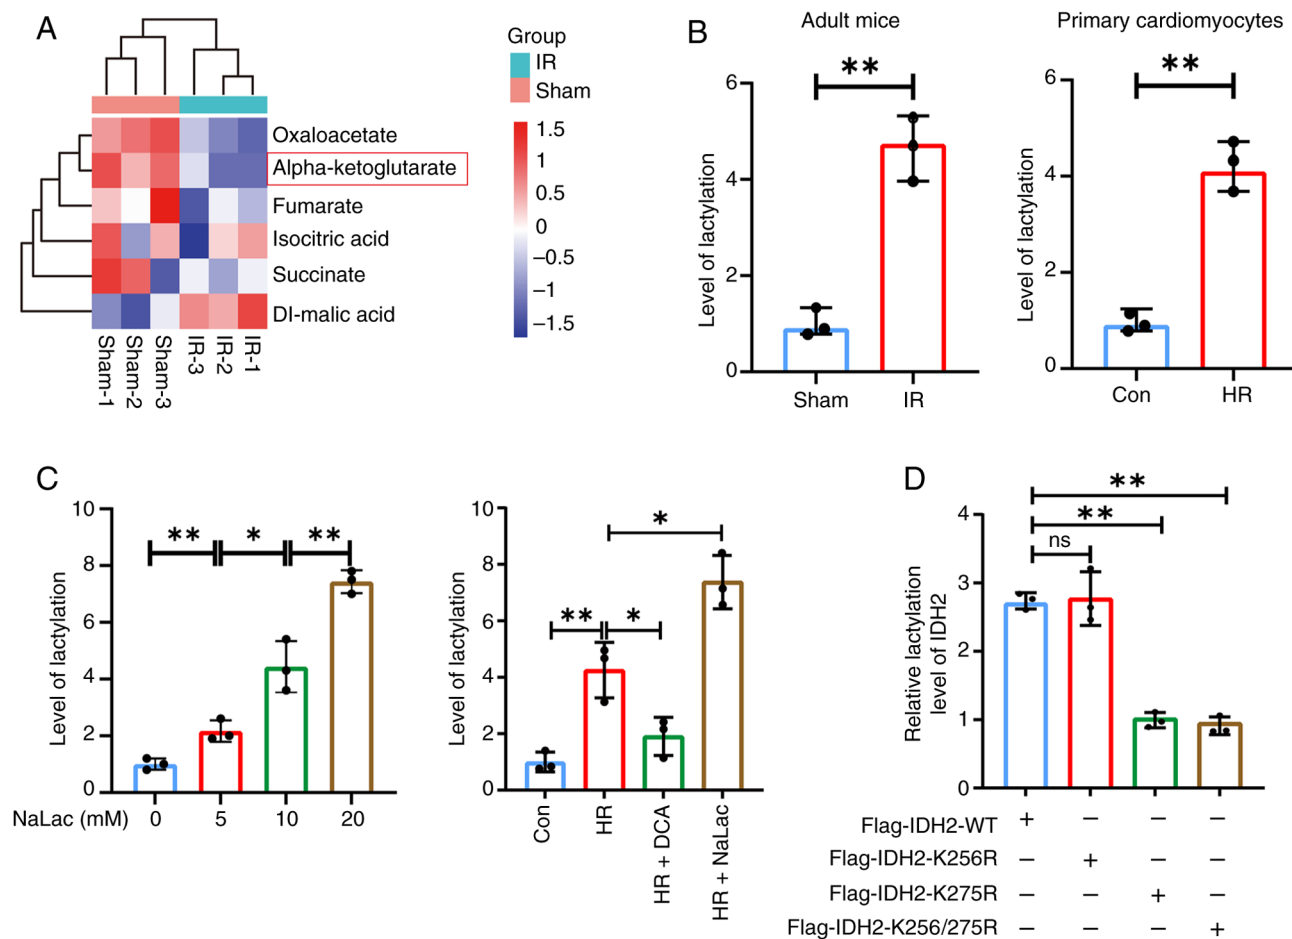 A
Group
IR
Sham
Oxaloacetate
Alpha-ketoglutarate
Fumarate
Isocitric acid
Succinate
DI-malic acid
1.5
1
0.5
0
−0.5
−1
−1.5
Sham-1
Sham-2
Sham-3
IR-3
IR-2
IR-1
B
Adult mice
**
Level of lactylation
6
4
2
0
Sham
IR
Primary cardiomyocytes
**
Level of lactylation
6
4
2
0
Con
HR
C
Level of lactylation
10
8
6
4
2
0
** * **
NaLac (mM) 0 5 10 20
Level of lactylation
10
8
6
4
2
0
*
** *
Con
HR
HR + DCA
HR + NaLac
D
Relative lactylation
level of IDH2
4
3
2
1
0
**
**
ns
Flag-IDH2-WT + − − −
Flag-IDH2-K256R − + − −
Flag-IDH2-K275R − − + −
Flag-IDH2-K256/275R − − − +